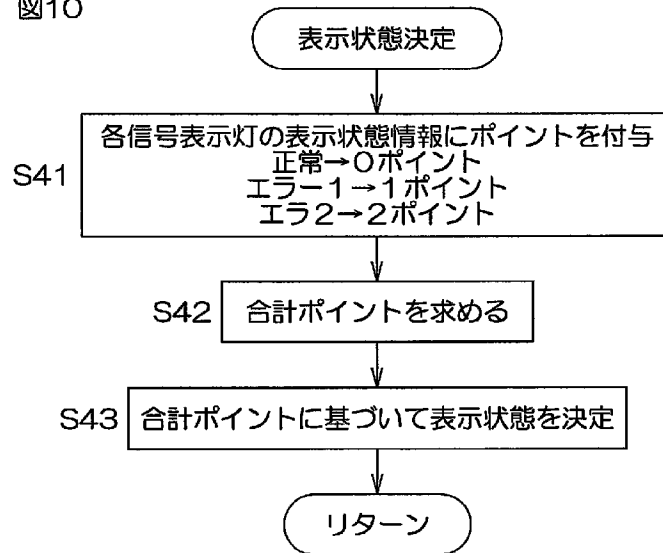 図10
表示状態決定
S41
各信号表示灯の表示状態情報にポイントを付与
正常→0ポイント
エラー1→1ポイント
エラ2→2ポイント
S42
合計ポイントを求める
S43
合計ポイントに基づいて表示状態を決定
リターン